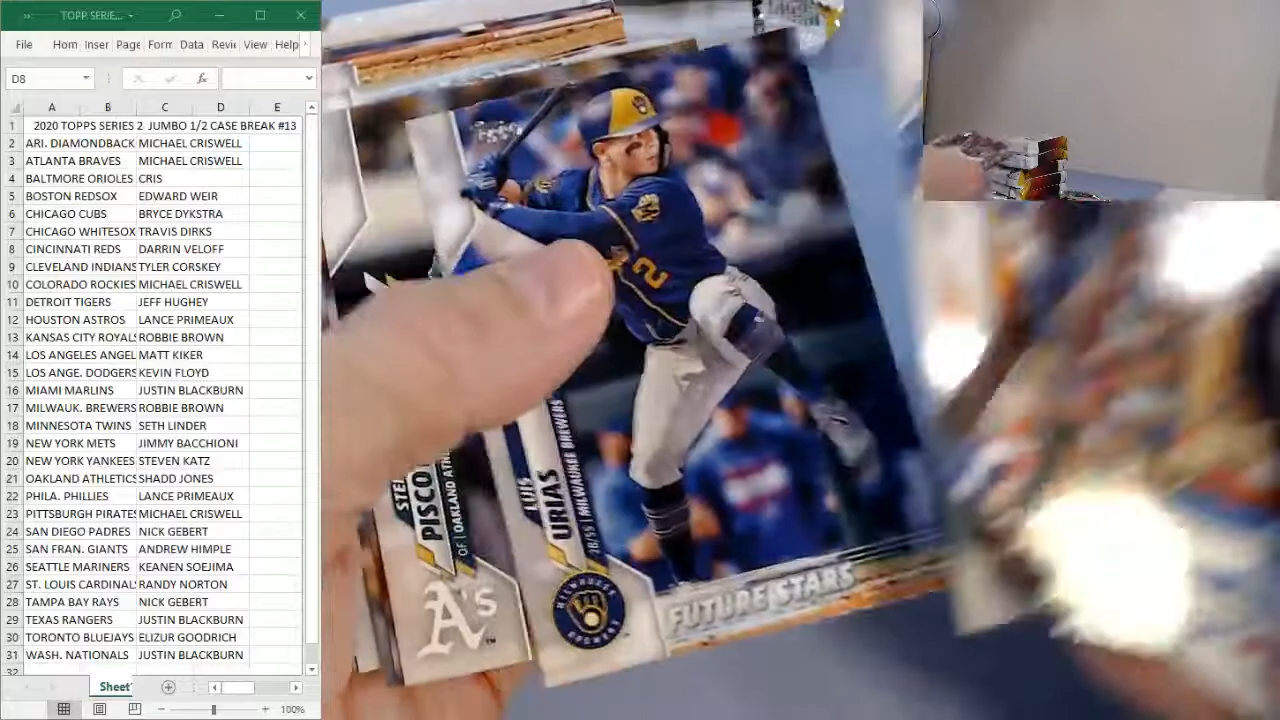 TOPP SERIE...
File Hom Inser Page Form Data Revi View Help
D8 fx
A B C D E
1 2020 TOPPS SERIES 2 JUMBO 1/2 CASE BREAK #13
2 ARI. DIAMONDBACK MICHAEL CRISWELL
3 ATLANTA BRAVES MICHAEL CRISWELL
4 BALTMORE ORIOLES CRIS
5 BOSTON REDSOX EDWARD WEIR
6 CHICAGO CUBS BRYCE DYKSTRA
7 CHICAGO WHITESOX TRAVIS DIRKS
8 CINCINNATI REDS DARRIN VELOFF
9 CLEVELAND INDIANS TYLER CORSKEY
10 COLORADO ROCKIES MICHAEL CRISWELL
11 DETROIT TIGERS JEFF HUGHEY
12 HOUSTON ASTROS LANCE PRIMEAUX
13 KANSAS CITY ROYALS ROBBIE BROWN
14 LOS ANGELES ANGEL MATT KIKER
15 LOS ANGE. DODGERS KEVIN FLOYD
16 MIAMI MARLINS JUSTIN BLACKBURN
17 MILWAUK. BREWERS ROBBIE BROWN
18 MINNESOTA TWINS SETH LINDER
19 NEW YORK METS JIMMY BACCHIONI
20 NEW YORK YANKEES STEVEN KATZ
21 OAKLAND ATHLETICS SHADD JONES
22 PHILA. PHILLIES LANCE PRIMEAUX
23 PITTSBURGH PIRATES MICHAEL CRISWELL
24 SAN DIEGO PADRES NICK GEBERT
25 SAN FRAN. GIANTS ANDREW HIMPLE
26 SEATTLE MARINERS KEANEN SOEJIMA
27 ST. LOUIS CARDINALS RANDY NORTON
28 TAMPA BAY RAYS NICK GEBERT
29 TEXAS RANGERS JUSTIN BLACKBURN
30 TORONTO BLUEJAYS ELIZUR GOODRICH
31 WASH. NATIONALS JUSTIN BLACKBURN
32
Sheet
100%
2
STE
PISCO
OF | OAKLAND ATH
A's
LUIS
URIAS
2B/SS | MILWAUKEE BREWERS
MILWAUKEE
BREWERS
FUTURE STARS